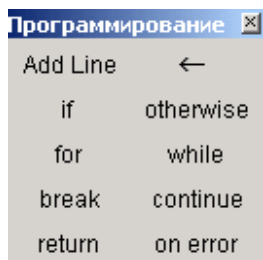 Программирование
Add Line ←
if otherwise
for while
break continue
return on error